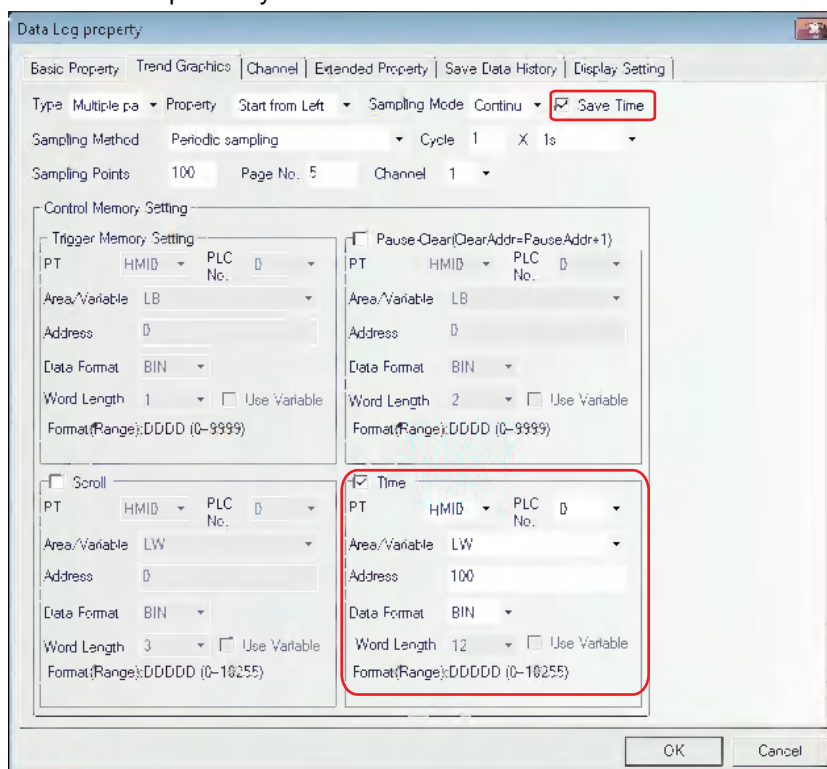 Data Log property
Basic Property Trend Graphics Channel Extended Property Save Data History Display Setting
Type Multiple pa Property Start from Left Sampling Mode Continu Save Time
Sampling Method Periodic sampling Cycle 1 X 1s
Sampling Points 100 Page No. 5 Channel 1
Control Memory Setting
Trigger Memory Setting
PT HMI0 PLC No. 0
Area/Variable LB
Address 0
Data Format BIN
Word Length 1 Use Variable
Format(Range):DDDD (0~9999)
Pause-Clear(ClearAddr=PauseAddr+1)
PT HMI0 PLC No. 0
Area/Variable LB
Address 0
Data Format BIN
Word Length 2 Use Variable
Format(Range):DDDD (0~9999)
Scroll
PT HMI0 PLC No. 0
Area/Variable LW
Address 0
Data Format BIN
Word Length 3 Use Variable
Format(Range):DDDDD (0~10255)
Time
PT HMI0 PLC No. 0
Area/Variable LW
Address 100
Data Format BIN
Word Length 12 Use Variable
Format(Range):DDDDD (0~10255)
OK Cancel